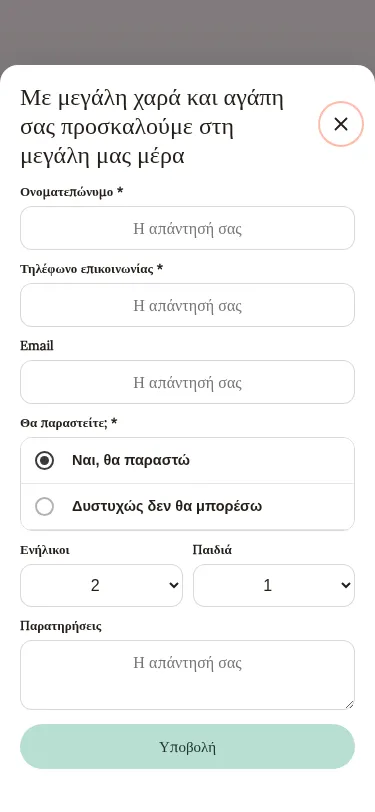 Με μεγάλη χαρά και αγάπη
σας προσκαλούμε στη
μεγάλη μας μέρα
Ονοματεπώνυμο *
Η απάντησή σας
Τηλέφωνο επικοινωνίας *
Η απάντησή σας
Email
Η απάντησή σας
Θα παραστείτε; *
Ναι, θα παραστώ
Δυστυχώς δεν θα μπορέσω
Ενήλικοι Παιδιά
2 1
Παρατηρήσεις
Η απάντησή σας
Υποβολή